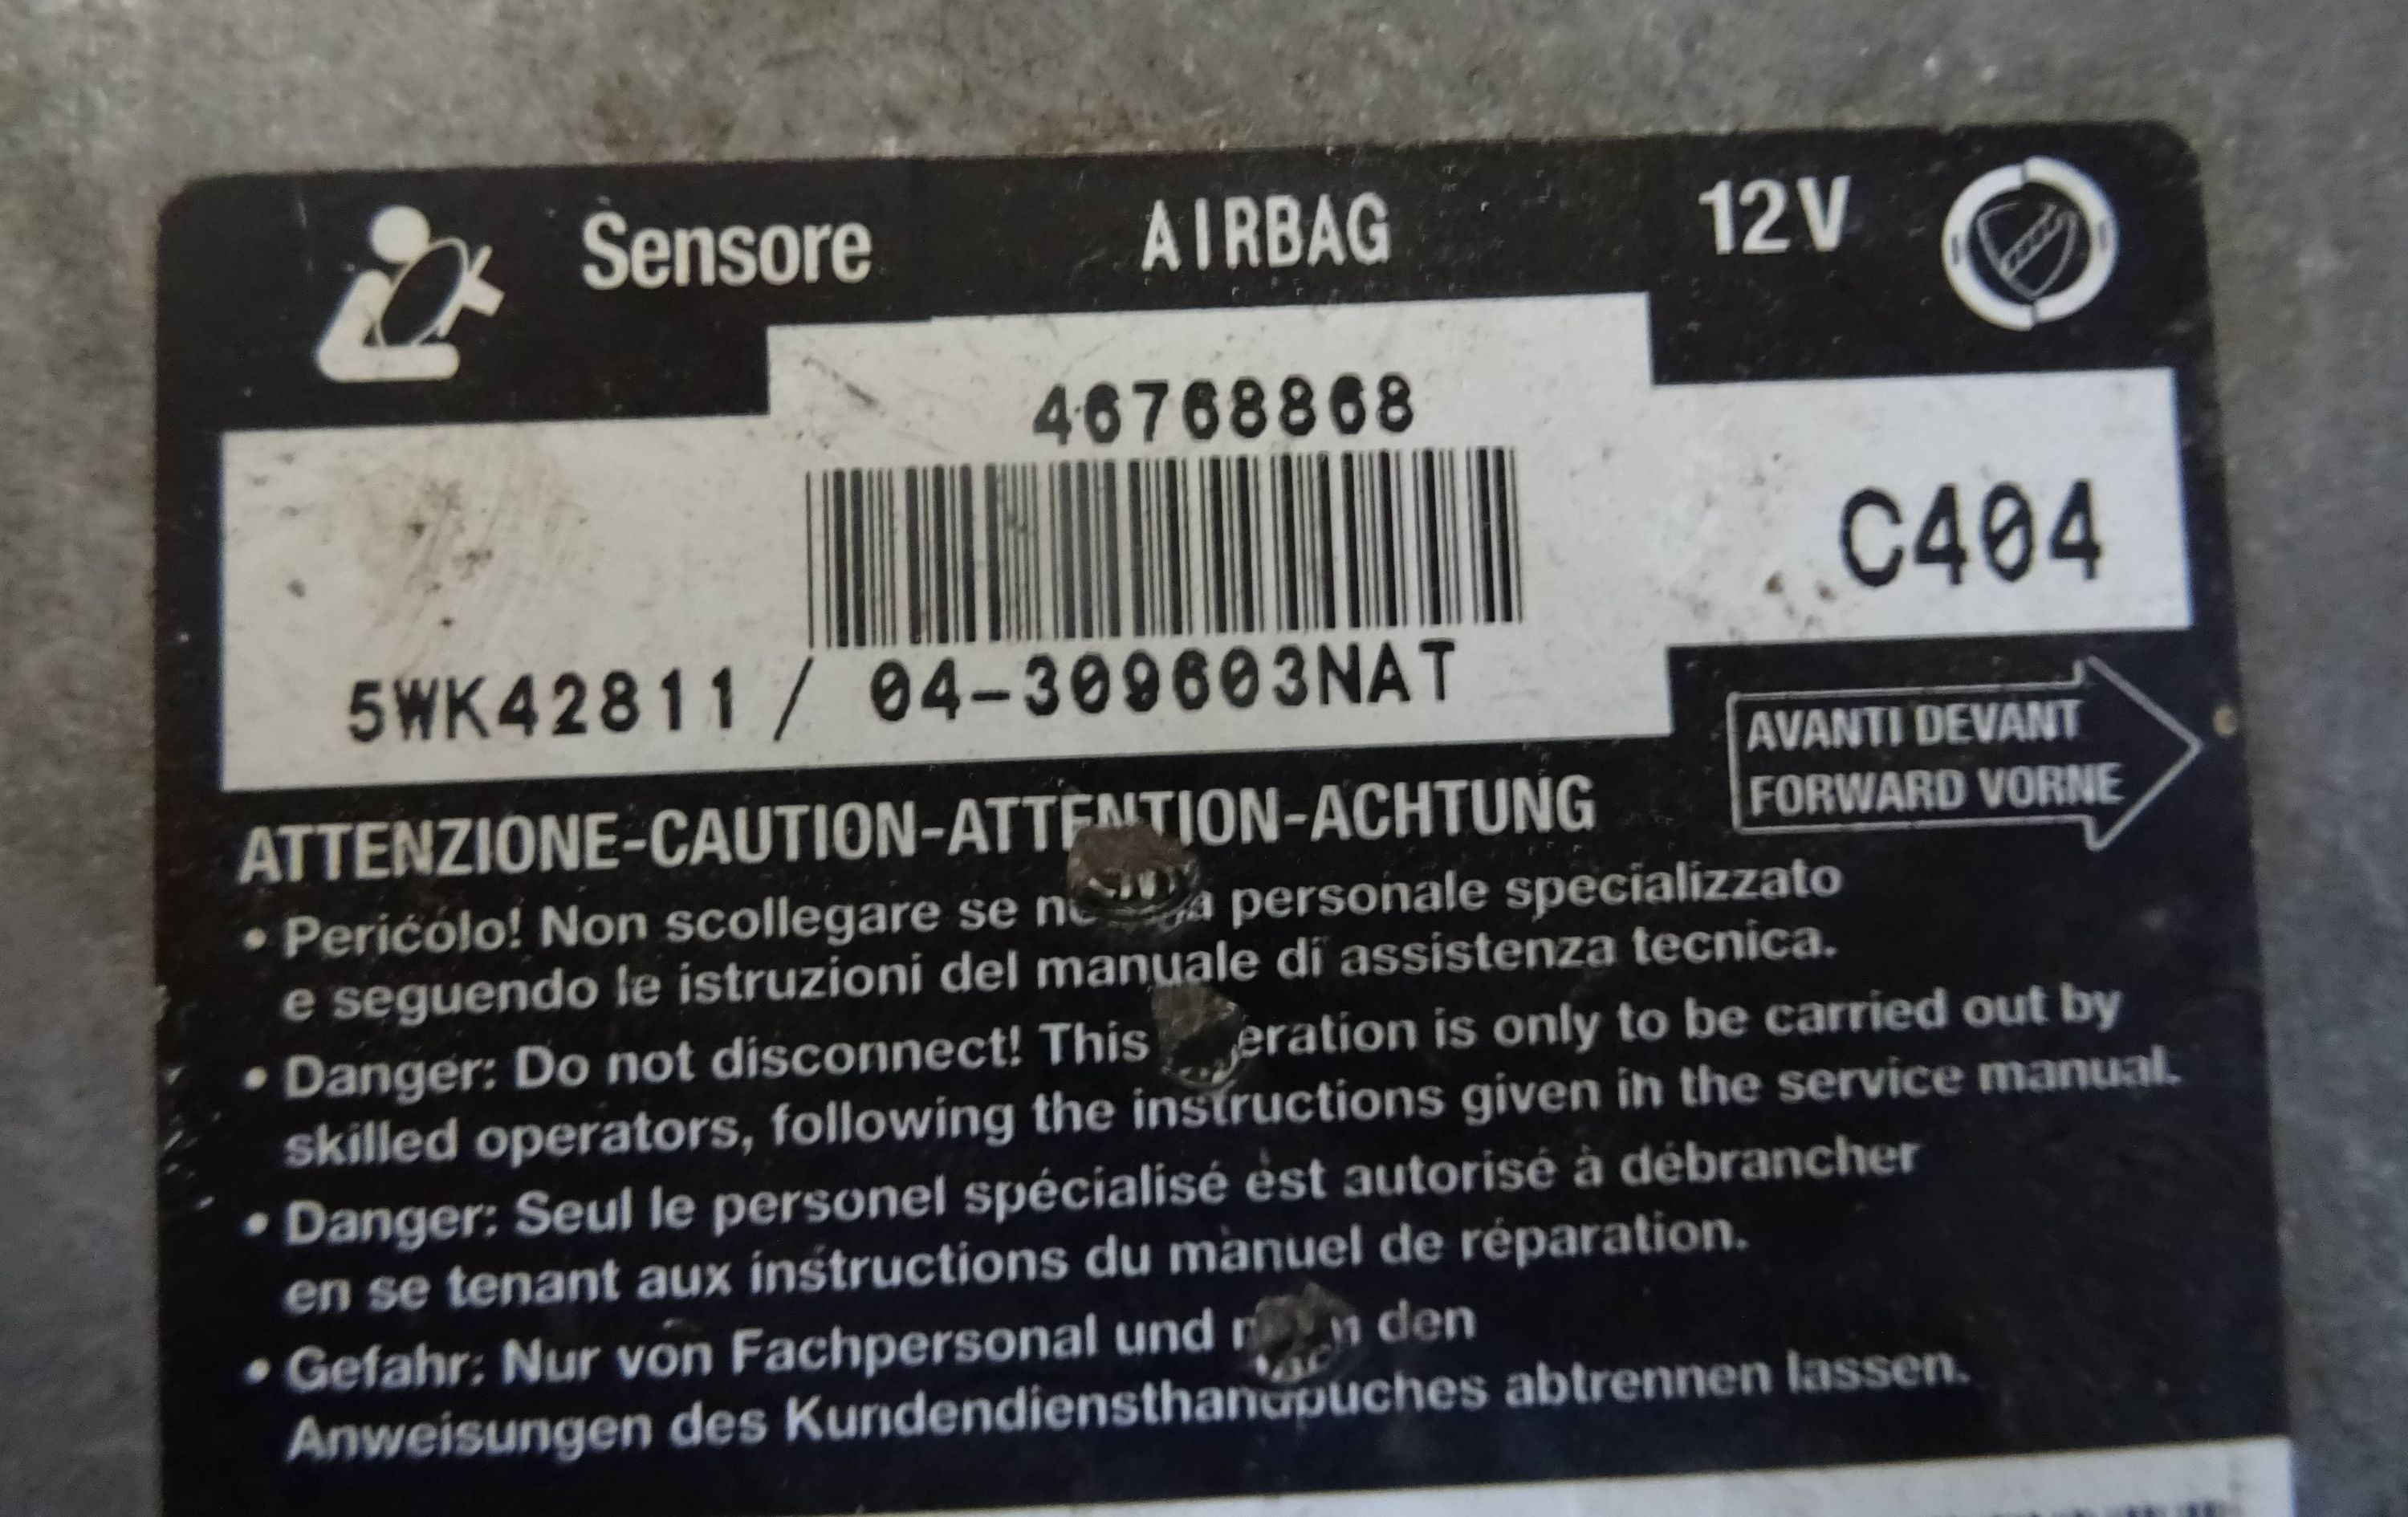 Sensore AIRBAG 12V
46768868
C404
5WK42811 / 04-309603NAT
AVANTI DEVANT
FORWARD VORNE
ATTENZIONE-CAUTION-ATTENTION-ACHTUNG
• Pericolo! Non scollegare se personale specializzato
e seguendo le istruzioni del manuale di assistenza tecnica.
• Danger: Do not disconnect! This is only to be carried out by
skilled operators, following the instructions given in the service manual.
• Danger: Seul le personel spécialisé est autorisé à débrancher
en se tenant aux instructions du manuel de réparation.
• Gefahr: Nur von Fachpersonal und den
Anweisungen des Kundendiensthandbuches abtrennen lassen.